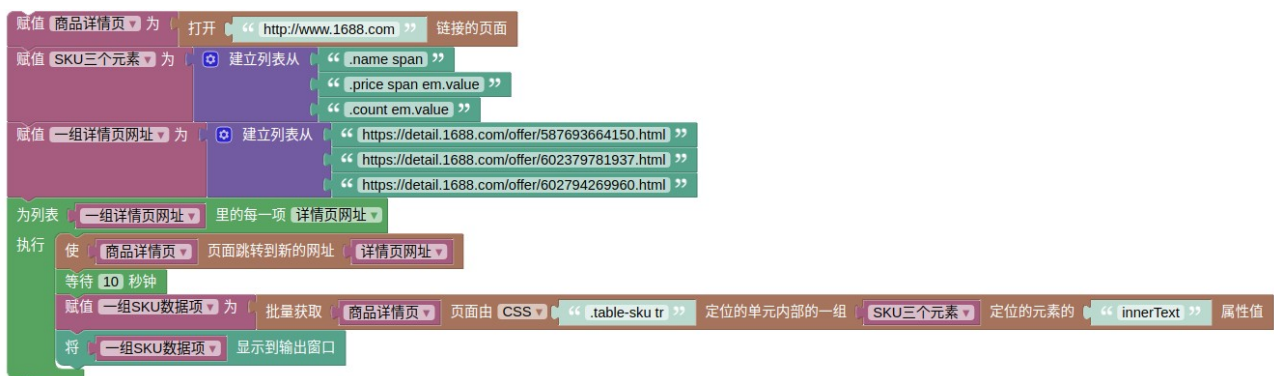 赋值 商品详情页 为 打开 “ http://www.1688.com ” 链接的页面
赋值 SKU三个元素 为 建立列表从 “ .name span ”
“ .price span em.value ”
“ .count em.value ”
赋值 一组详情页网址 为 建立列表从 “ https://detail.1688.com/offer/587693664150.html ”
“ https://detail.1688.com/offer/602379781937.html ”
“ https://detail.1688.com/offer/602794269960.html ”
为列表 一组详情页网址 里的每一项 详情页网址
执行 使 商品详情页 页面跳转到新的网址 详情页网址
等待 10 秒钟
赋值 一组SKU数据项 为 批量获取 商品详情页 页面由 CSS “ .table-sku tr ” 定位的单元内部的一组 SKU三个元素 定位的元素的 “ innerText ” 属性值
将 一组SKU数据项 显示到输出窗口